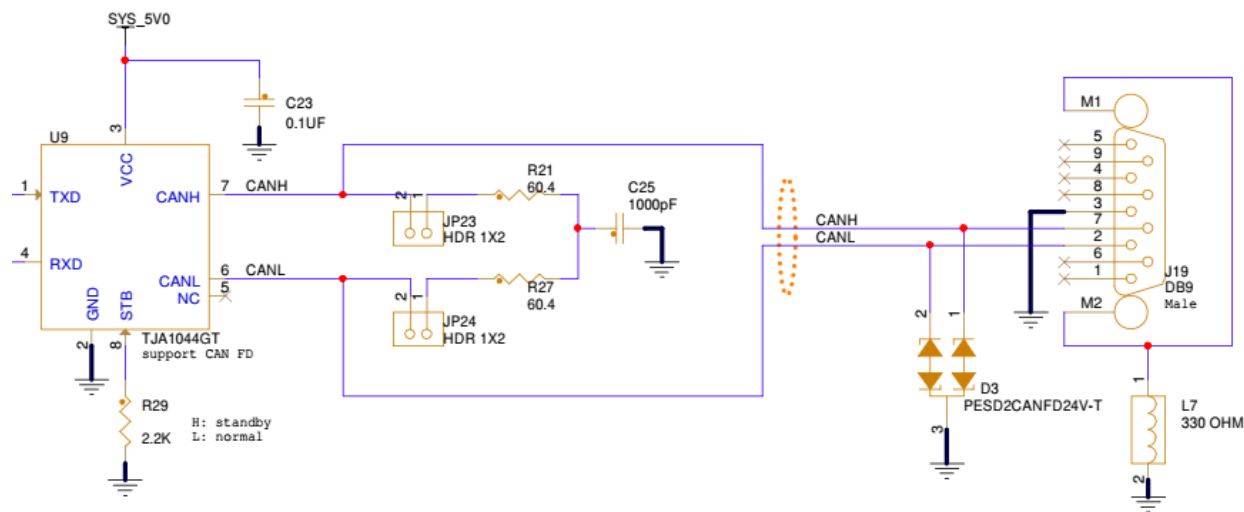 SYS_5V0
C23
0.1UF
U9
3
VCC
1
TXD
CANH
7
CANH
4
RXD
CANL
6
CANL
NC
5
GND
STB
2
8
TJA1044GT
support CAN FD
R29
2.2K
H: standby
L: normal
2
1
JP23
HDR 1X2
R21
60.4
C25
1000pF
2
1
JP24
HDR 1X2
R27
60.4
CANH
CANL
2
1
D3
PESD2CANFD24V-T
3
M1
5
9
4
8
3
7
2
6
1
M2
J19
DB9
Male
1
L7
330 OHM
2